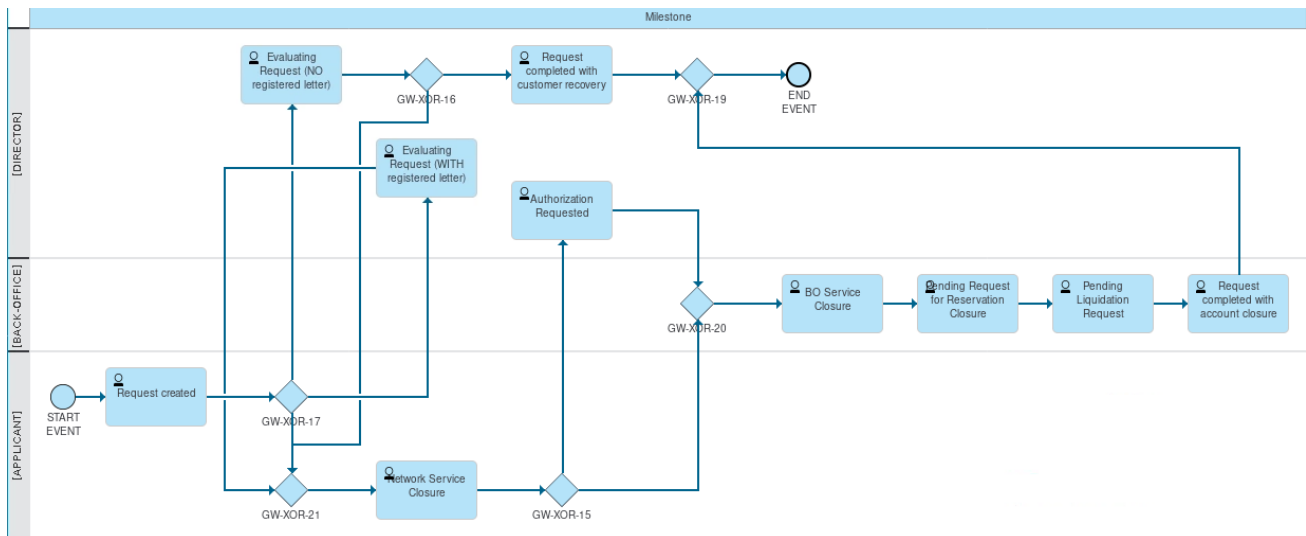 Milestone
[DIRECTOR]
Evaluating
Request (NO
registered letter)
GW-XOR-16
Request
completed with
customer recovery
GW-XOR-19
END
EVENT
Evaluating
Request (WITH
registered letter)
Authorization
Requested
[BACK-OFFICE]
GW-XOR-20
BO Service
Closure
Pending Request
for Reservation
Closure
Pending
Liquidation
Request
Request
completed with
account closure
[APPLICANT]
START
EVENT
Request created
GW-XOR-17
GW-XOR-21
Network Service
Closure
GW-XOR-15